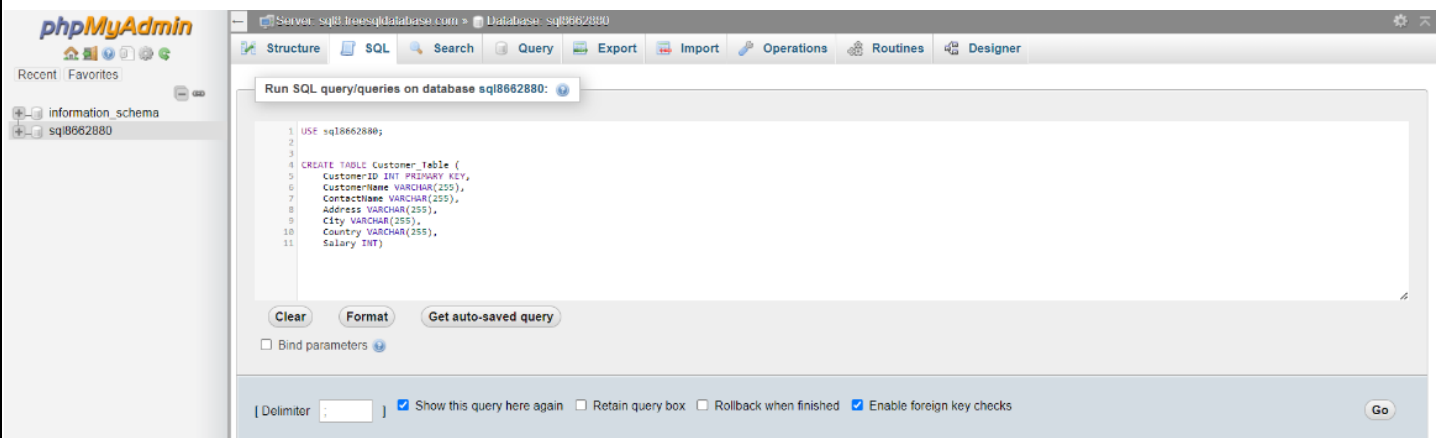 phpMyAdmin
Recent Favorites
information_schema
sql8662880
Server: sql8.freesqldatabase.com » Database: sql8662880
Structure SQL Search Query Export Import Operations Routines Designer
Run SQL query/queries on database sql8662880:
1 USE sql8662880;
2
3
4 CREATE TABLE Customer_Table (
5 CustomerID INT PRIMARY KEY,
6 CustomerName VARCHAR(255),
7 ContactName VARCHAR(255),
8 Address VARCHAR(255),
9 City VARCHAR(255),
10 Country VARCHAR(255),
11 Salary INT)
Clear Format Get auto-saved query
Bind parameters
[ Delimiter ; ] Show this query here again Retain query box Rollback when finished Enable foreign key checks
Go